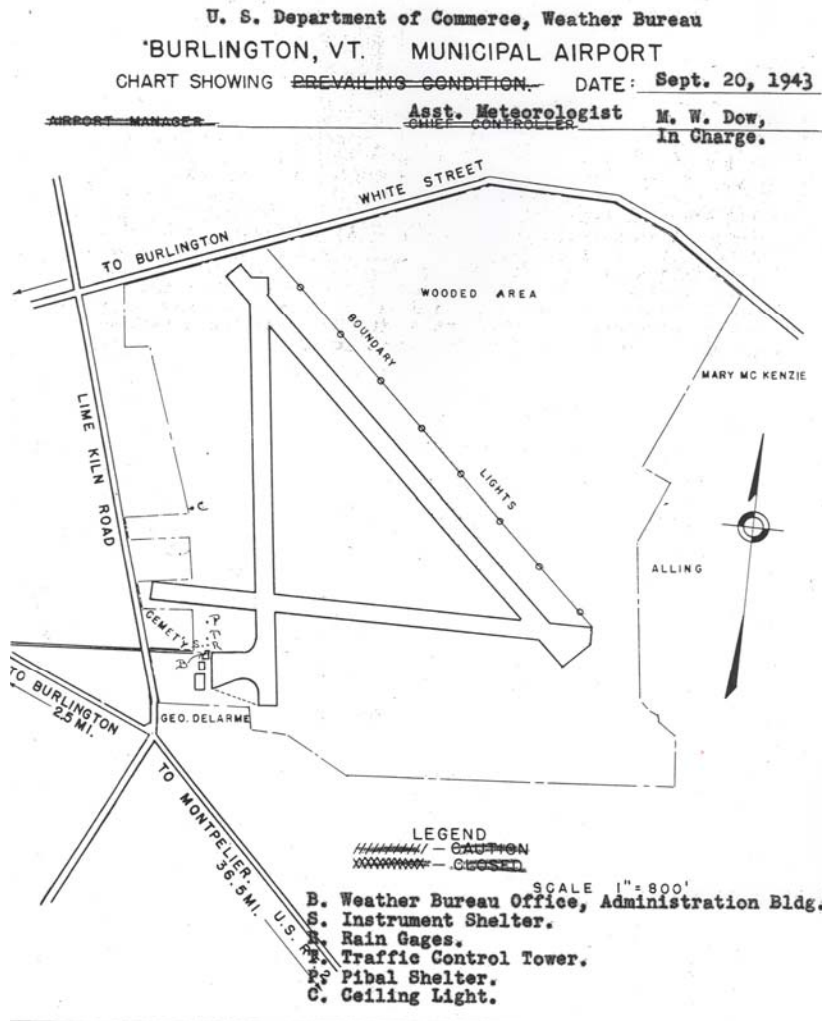 U. S. Department of Commerce, Weather Bureau
BURLINGTON, VT. MUNICIPAL AIRPORT
CHART SHOWING PREVAILING CONDITION. DATE: Sept. 20, 1943
Asst. Meteorologist M. W. Dow,
AIRPORT MANAGER CHIEF CONTROLLER In Charge.
WHITE STREET
TO BURLINGTON
WOODED AREA
BOUNDARY
MARY MC KENZIE
LIME KILN ROAD
LIGHTS
C
ALLING
CEMET'Y
P
T
S R
B
TO BURLINGTON
2.5 MI.
GEO. DELARME
TO MONTPELIER.
36.5 MI.
U.S. R
LEGEND
— CAUTION
— CLOSED
SCALE 1" = 800'
B. Weather Bureau Office, Administration Bldg.
S. Instrument Shelter.
R. Rain Gages.
T. Traffic Control Tower.
P. Pibal Shelter.
C. Ceiling Light.